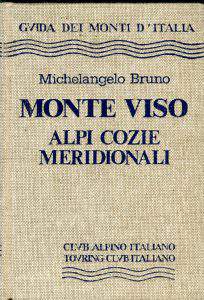 GVIDA DEI MONTI D'ITALIA
Michelangelo Bruno
MONTE VISO
ALPI COZIE
MERIDIONALI
CLVB ALPINO ITALIANO
TOVRING CLVB ITALIANO